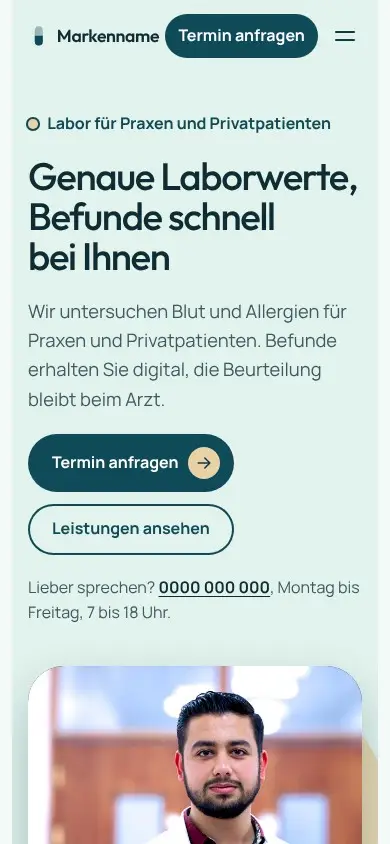 Markenname
Termin anfragen
Labor für Praxen und Privatpatienten
Genaue Laborwerte,
Befunde schnell
bei Ihnen
Wir untersuchen Blut und Allergien für
Praxen und Privatpatienten. Befunde
erhalten Sie digital, die Beurteilung
bleibt beim Arzt.
Termin anfragen
Leistungen ansehen
Lieber sprechen? 0000 000 000, Montag bis
Freitag, 7 bis 18 Uhr.